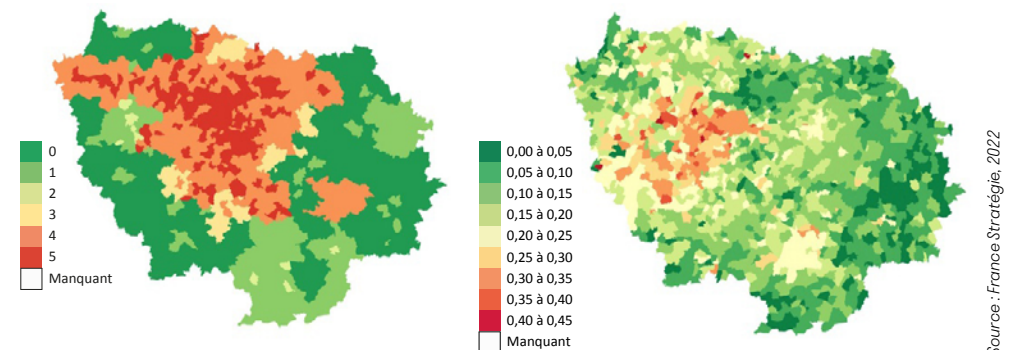 0
1
2
3
4
5
Manquant
0,00 à 0,05
0,05 à 0,10
0,10 à 0,15
0,15 à 0,20
0,20 à 0,25
0,25 à 0,30
0,30 à 0,35
0,35 à 0,40
0,40 à 0,45
Manquant
Source : France Stratégie, 2022